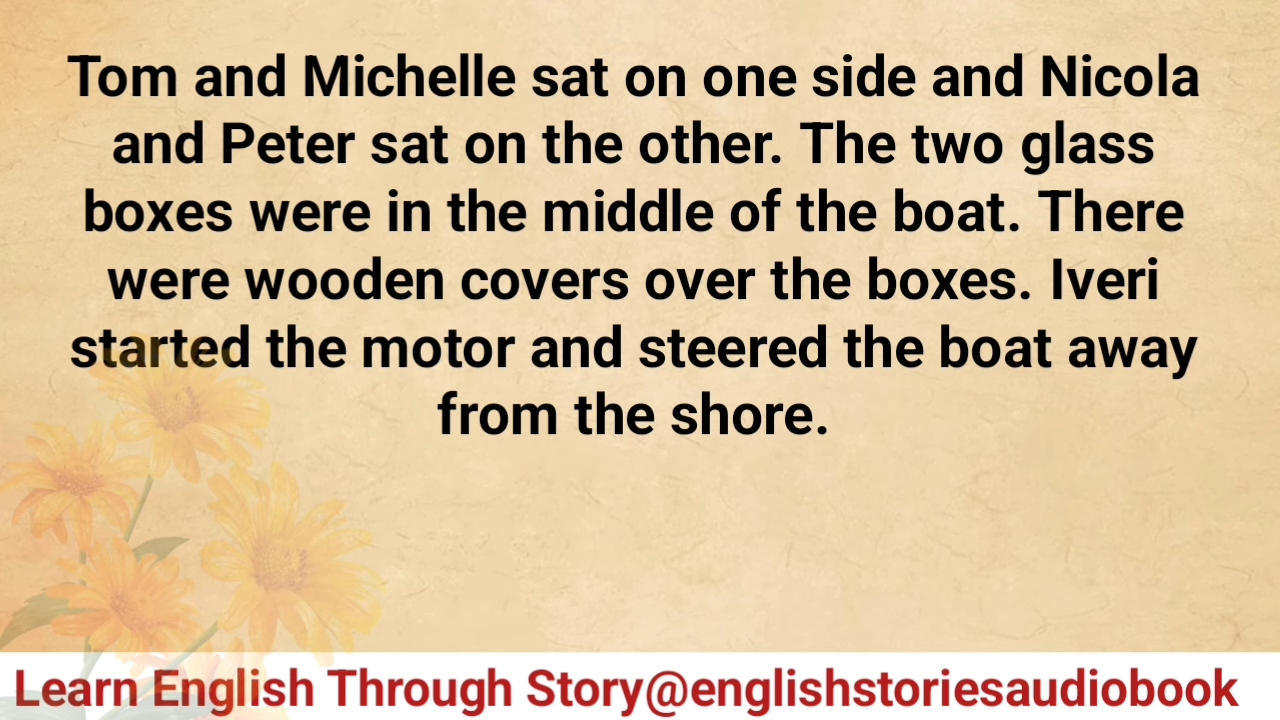 Tom and Michelle sat on one side and Nicola
and Peter sat on the other. The two glass
boxes were in the middle of the boat. There
were wooden covers over the boxes. Iveri
started the motor and steered the boat away
from the shore.
Learn English Through Story@englishstoriesaudiobook